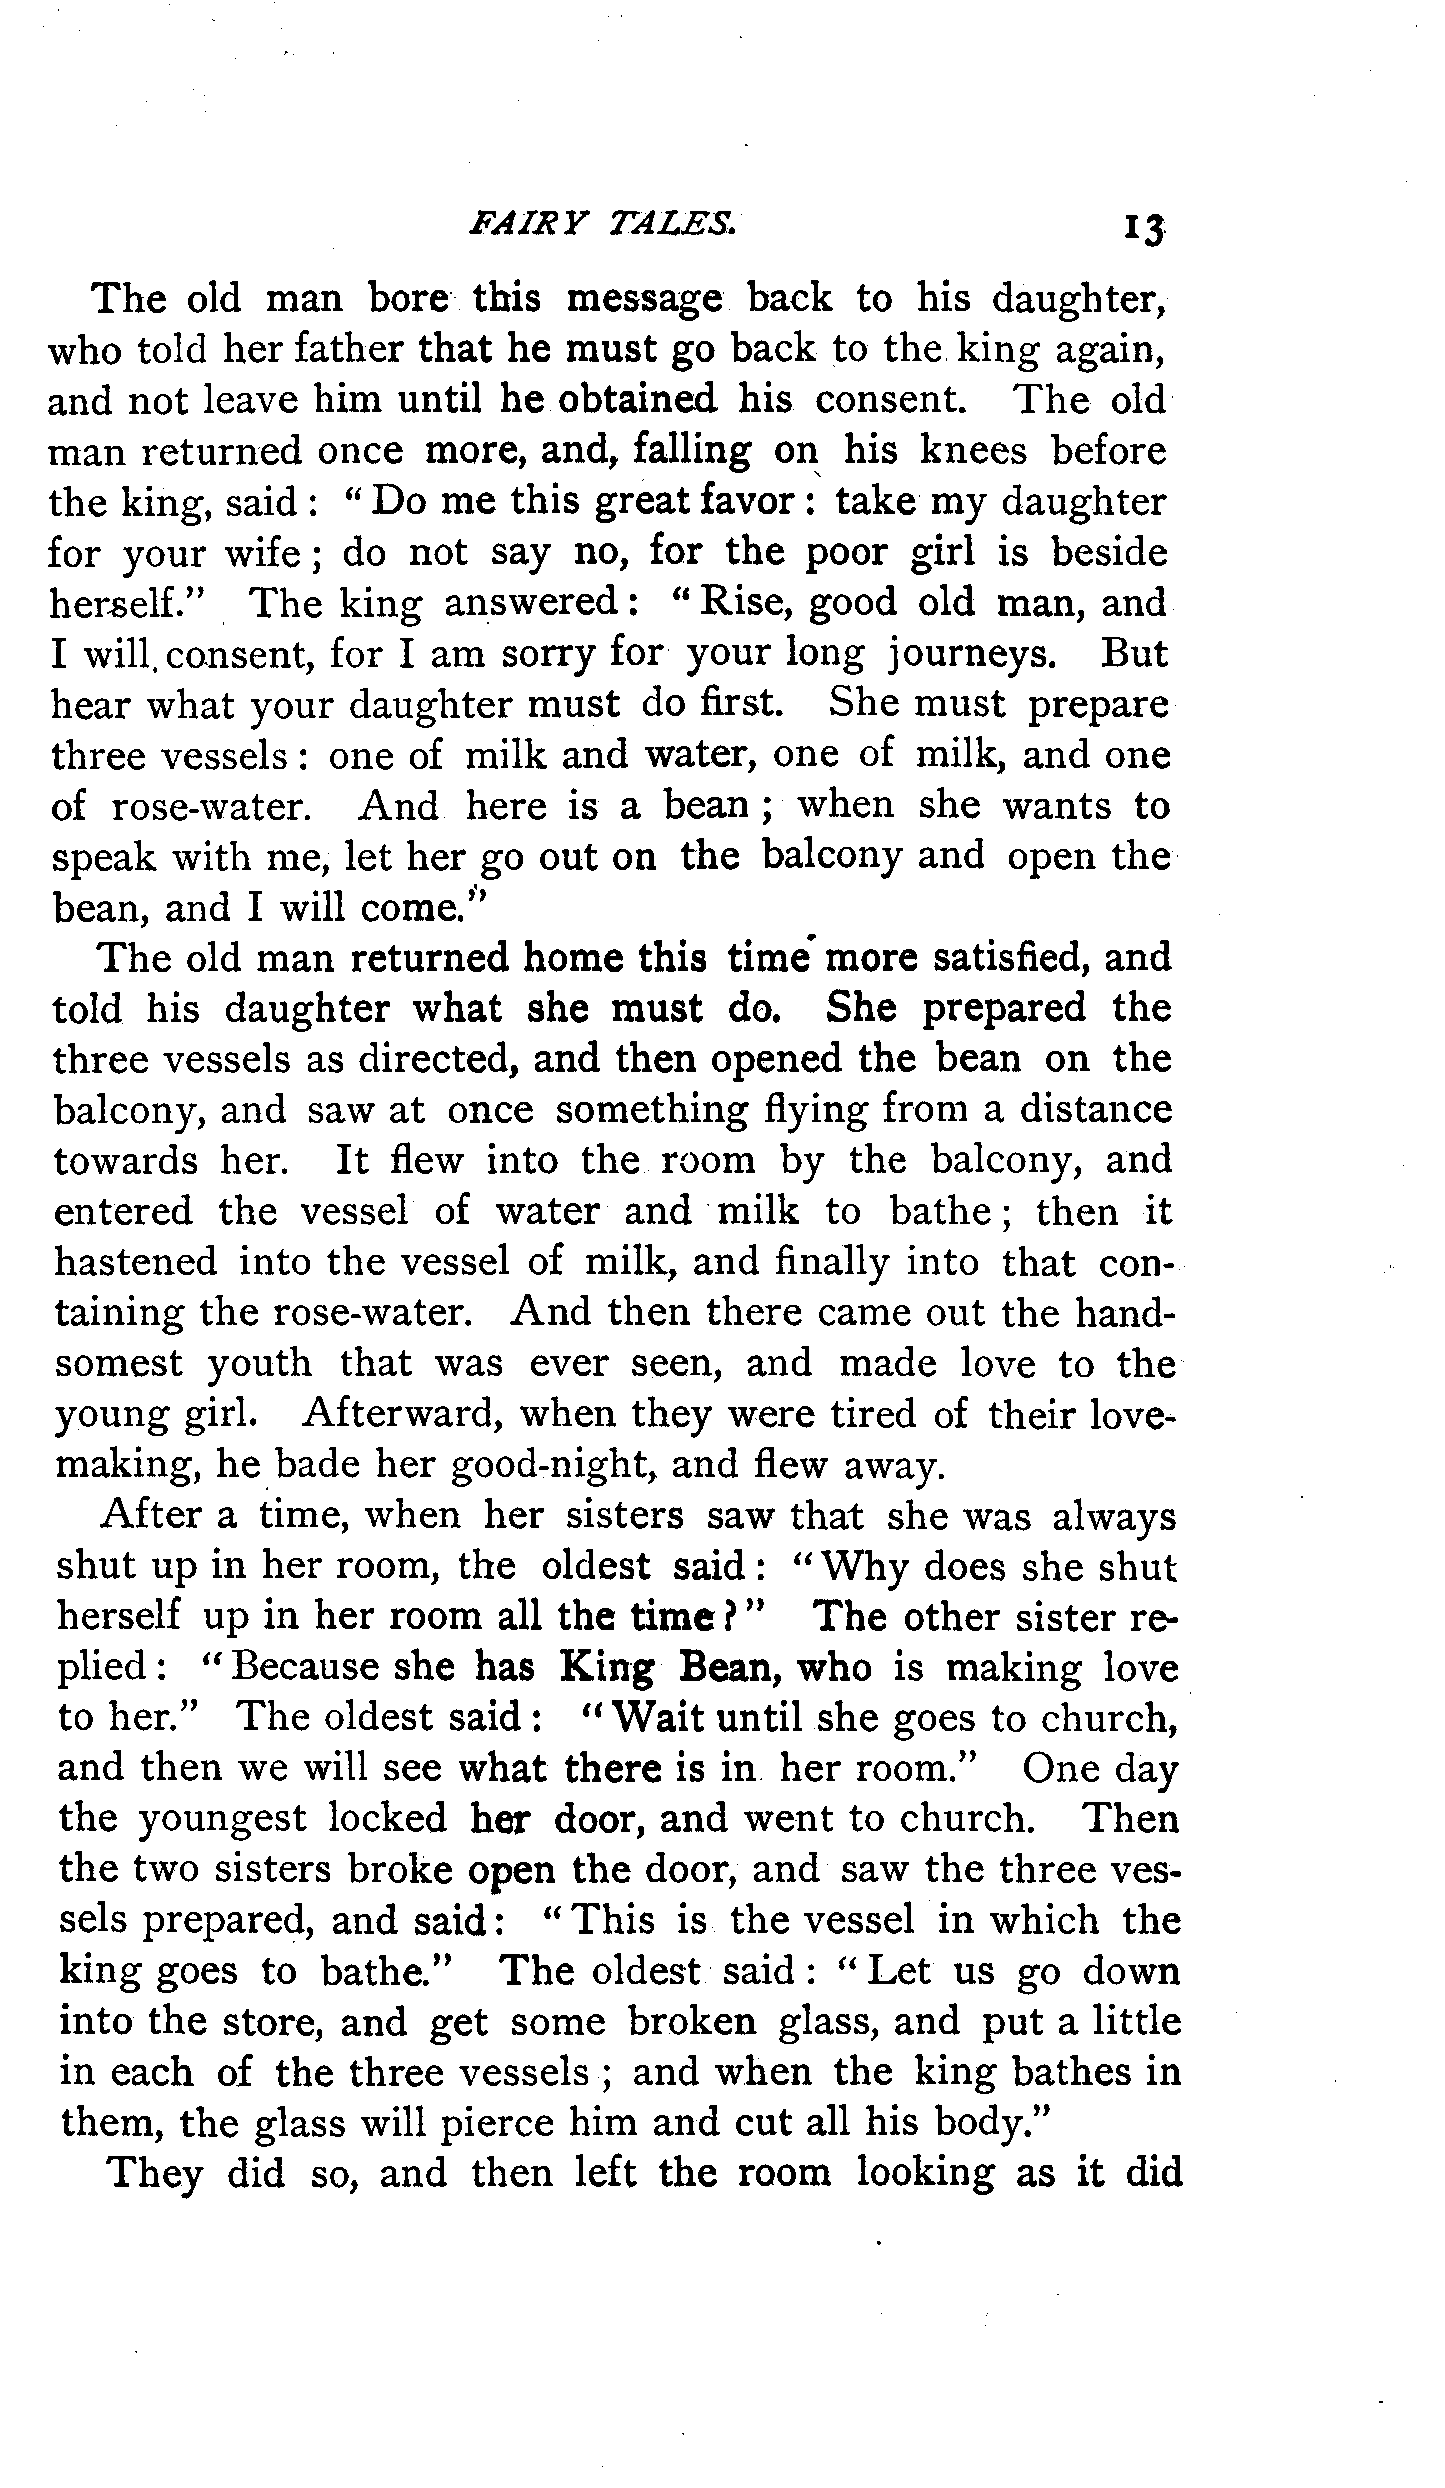 FAIRY TALES. 13
The old man bore this message back to his daughter,
who told her father that he must go back to the king again,
and not leave him until he obtained his consent. The old
man returned once more, and, falling on his knees before
the king, said : “ Do me this great favor : take my daughter
for your wife ; do not say no, for the poor girl is beside
herself.” The king answered : “ Rise, good old man, and
I will consent, for I am sorry for your long journeys. But
hear what your daughter must do first. She must prepare
three vessels : one of milk and water, one of milk, and one
of rose-water. And here is a bean ; when she wants to
speak with me, let her go out on the balcony and open the
bean, and I will come.”
The old man returned home this time more satisfied, and
told his daughter what she must do. She prepared the
three vessels as directed, and then opened the bean on the
balcony, and saw at once something flying from a distance
towards her. It flew into the room by the balcony, and
entered the vessel of water and milk to bathe ; then it
hastened into the vessel of milk, and finally into that con-
taining the rose-water. And then there came out the hand-
somest youth that was ever seen, and made love to the
young girl. Afterward, when they were tired of their love-
making, he bade her good-night, and flew away.
After a time, when her sisters saw that she was always
shut up in her room, the oldest said : “ Why does she shut
herself up in her room all the time ? ” The other sister re-
plied : “ Because she has King Bean, who is making love
to her.” The oldest said : “ Wait until she goes to church,
and then we will see what there is in her room.” One day
the youngest locked her door, and went to church. Then
the two sisters broke open the door, and saw the three ves-
sels prepared, and said : “ This is the vessel in which the
king goes to bathe.” The oldest said : “ Let us go down
into the store, and get some broken glass, and put a little
in each of the three vessels ; and when the king bathes in
them, the glass will pierce him and cut all his body.”
They did so, and then left the room looking as it did